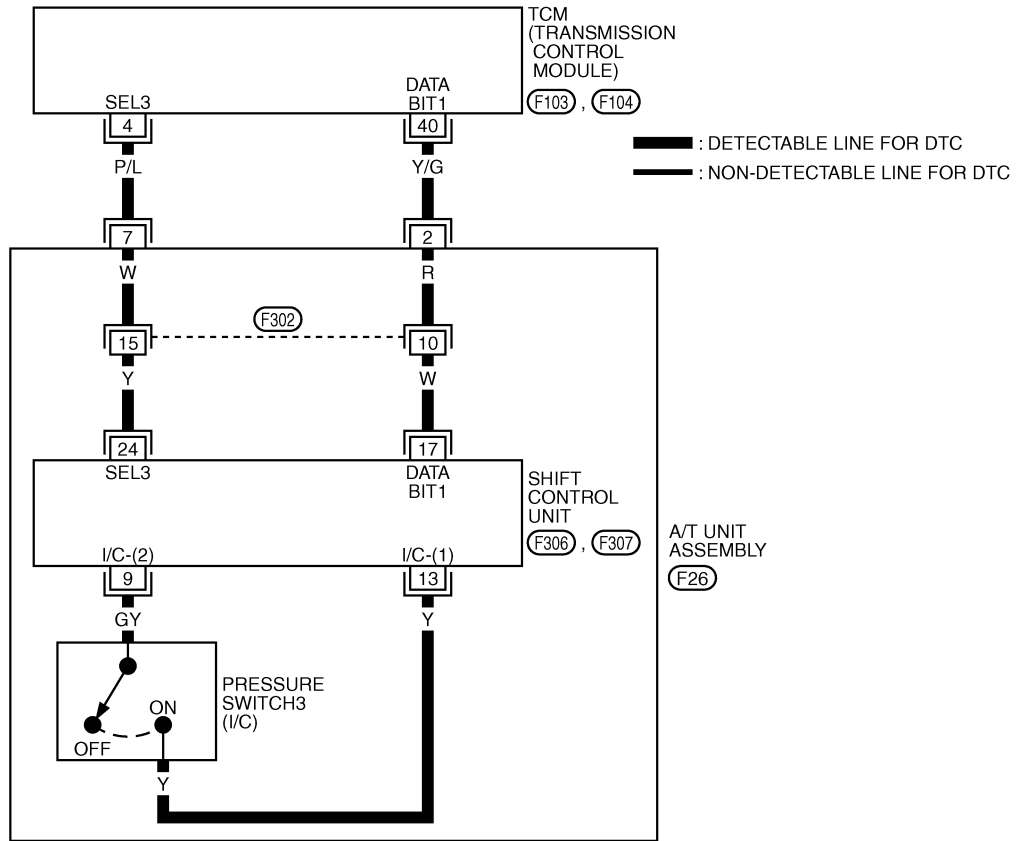 TCM
(TRANSMISSION
CONTROL
MODULE)
F103 , F104
SEL3
DATA
BIT1
4
40
: DETECTABLE LINE FOR DTC
: NON-DETECTABLE LINE FOR DTC
P/L
Y/G
7
2
W
R
F302
15
10
Y
W
24
17
SEL3
DATA
BIT1
SHIFT
CONTROL
UNIT
F306 , F307
A/T UNIT
ASSEMBLY
F26
I/C-(2)
I/C-(1)
9
13
GY
Y
PRESSURE
SWITCH3
(I/C)
ON
OFF
Y